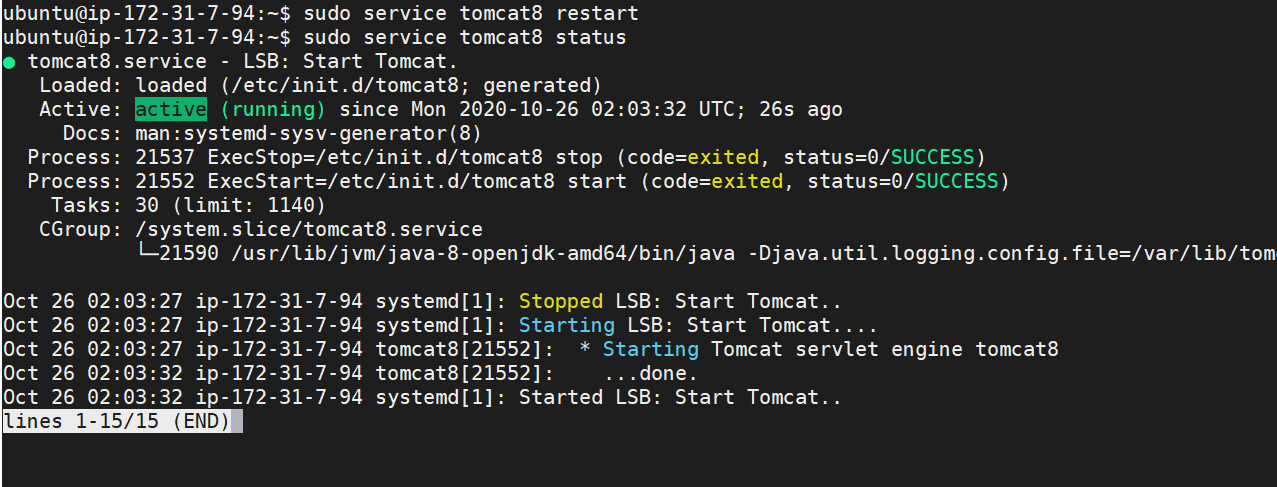 ubuntu@ip-172-31-7-94:~$ sudo service tomcat8 restart
ubuntu@ip-172-31-7-94:~$ sudo service tomcat8 status
● tomcat8.service - LSB: Start Tomcat.
   Loaded: loaded (/etc/init.d/tomcat8; generated)
   Active: active (running) since Mon 2020-10-26 02:03:32 UTC; 26s ago
     Docs: man:systemd-sysv-generator(8)
  Process: 21537 ExecStop=/etc/init.d/tomcat8 stop (code=exited, status=0/SUCCESS)
  Process: 21552 ExecStart=/etc/init.d/tomcat8 start (code=exited, status=0/SUCCESS)
    Tasks: 30 (limit: 1140)
   CGroup: /system.slice/tomcat8.service
           └─21590 /usr/lib/jvm/java-8-openjdk-amd64/bin/java -Djava.util.logging.config.file=/var/lib/tom

Oct 26 02:03:27 ip-172-31-7-94 systemd[1]: Stopped LSB: Start Tomcat..
Oct 26 02:03:27 ip-172-31-7-94 systemd[1]: Starting LSB: Start Tomcat....
Oct 26 02:03:27 ip-172-31-7-94 tomcat8[21552]:  * Starting Tomcat servlet engine tomcat8
Oct 26 02:03:32 ip-172-31-7-94 tomcat8[21552]:    ...done.
Oct 26 02:03:32 ip-172-31-7-94 systemd[1]: Started LSB: Start Tomcat..
lines 1-15/15 (END)